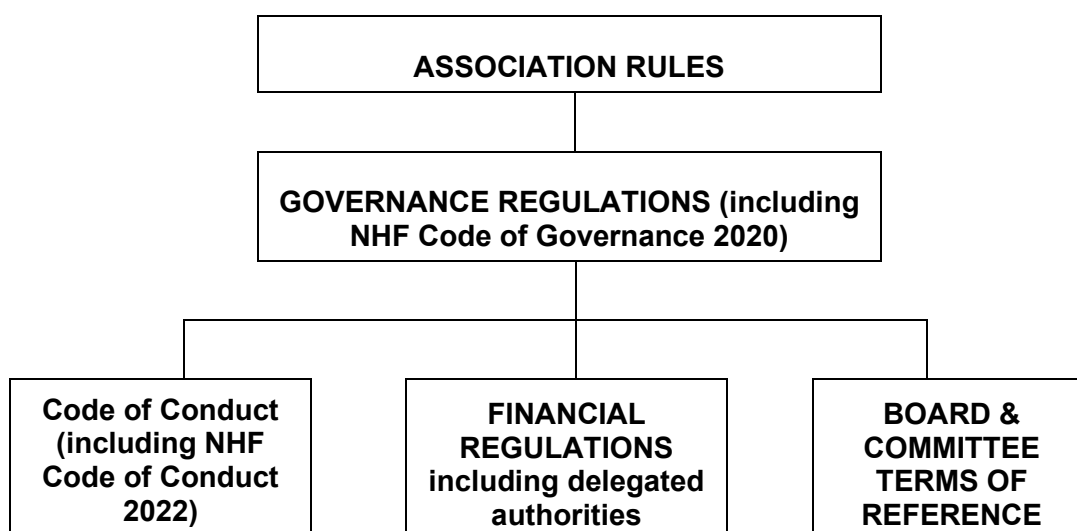 ASSOCIATION RULES
GOVERNANCE REGULATIONS (including
NHF Code of Governance 2020)
Code of Conduct
(including NHF
Code of Conduct
2022)
FINANCIAL
REGULATIONS
including delegated
authorities
BOARD &
COMMITTEE
TERMS OF
REFERENCE